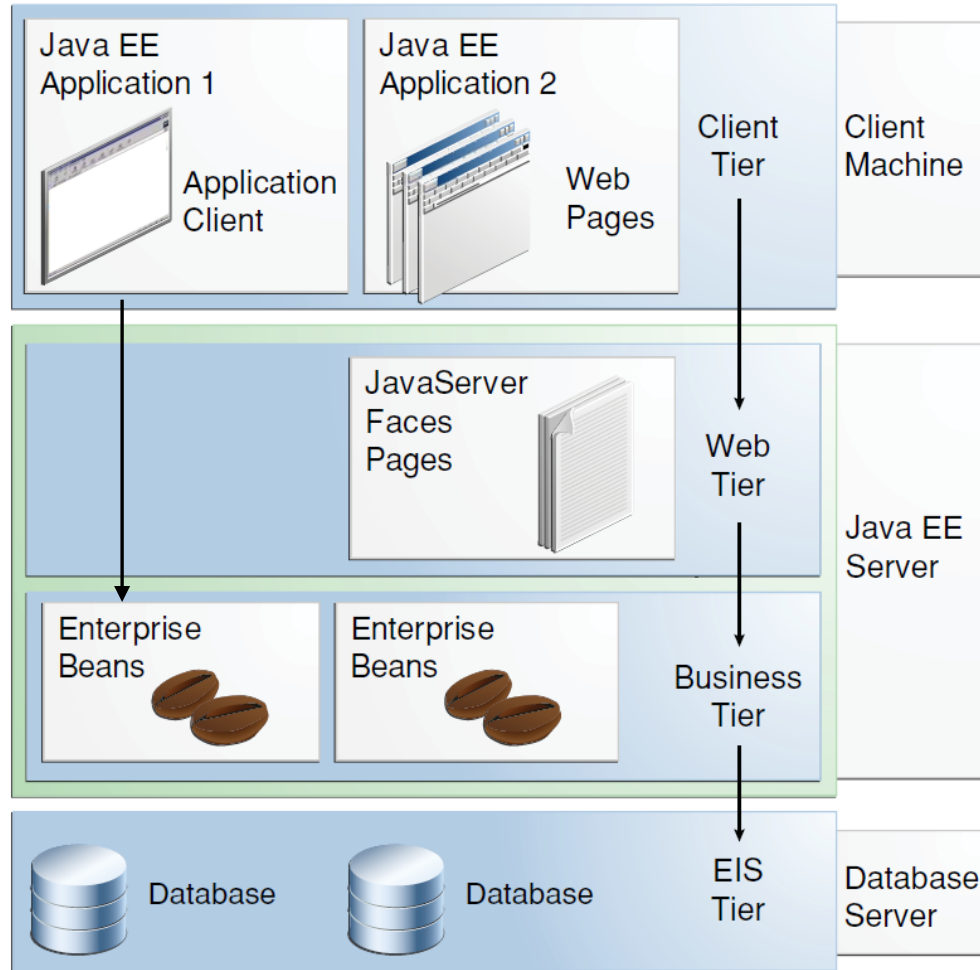 Java EE
Application 1
Application
Client
Java EE
Application 2
Web
Pages
Client
Tier
Client
Machine
JavaServer
Faces
Pages
Web
Tier
Java EE
Server
Enterprise
Beans
Enterprise
Beans
Business
Tier
Database
Database
EIS
Tier
Database
Server